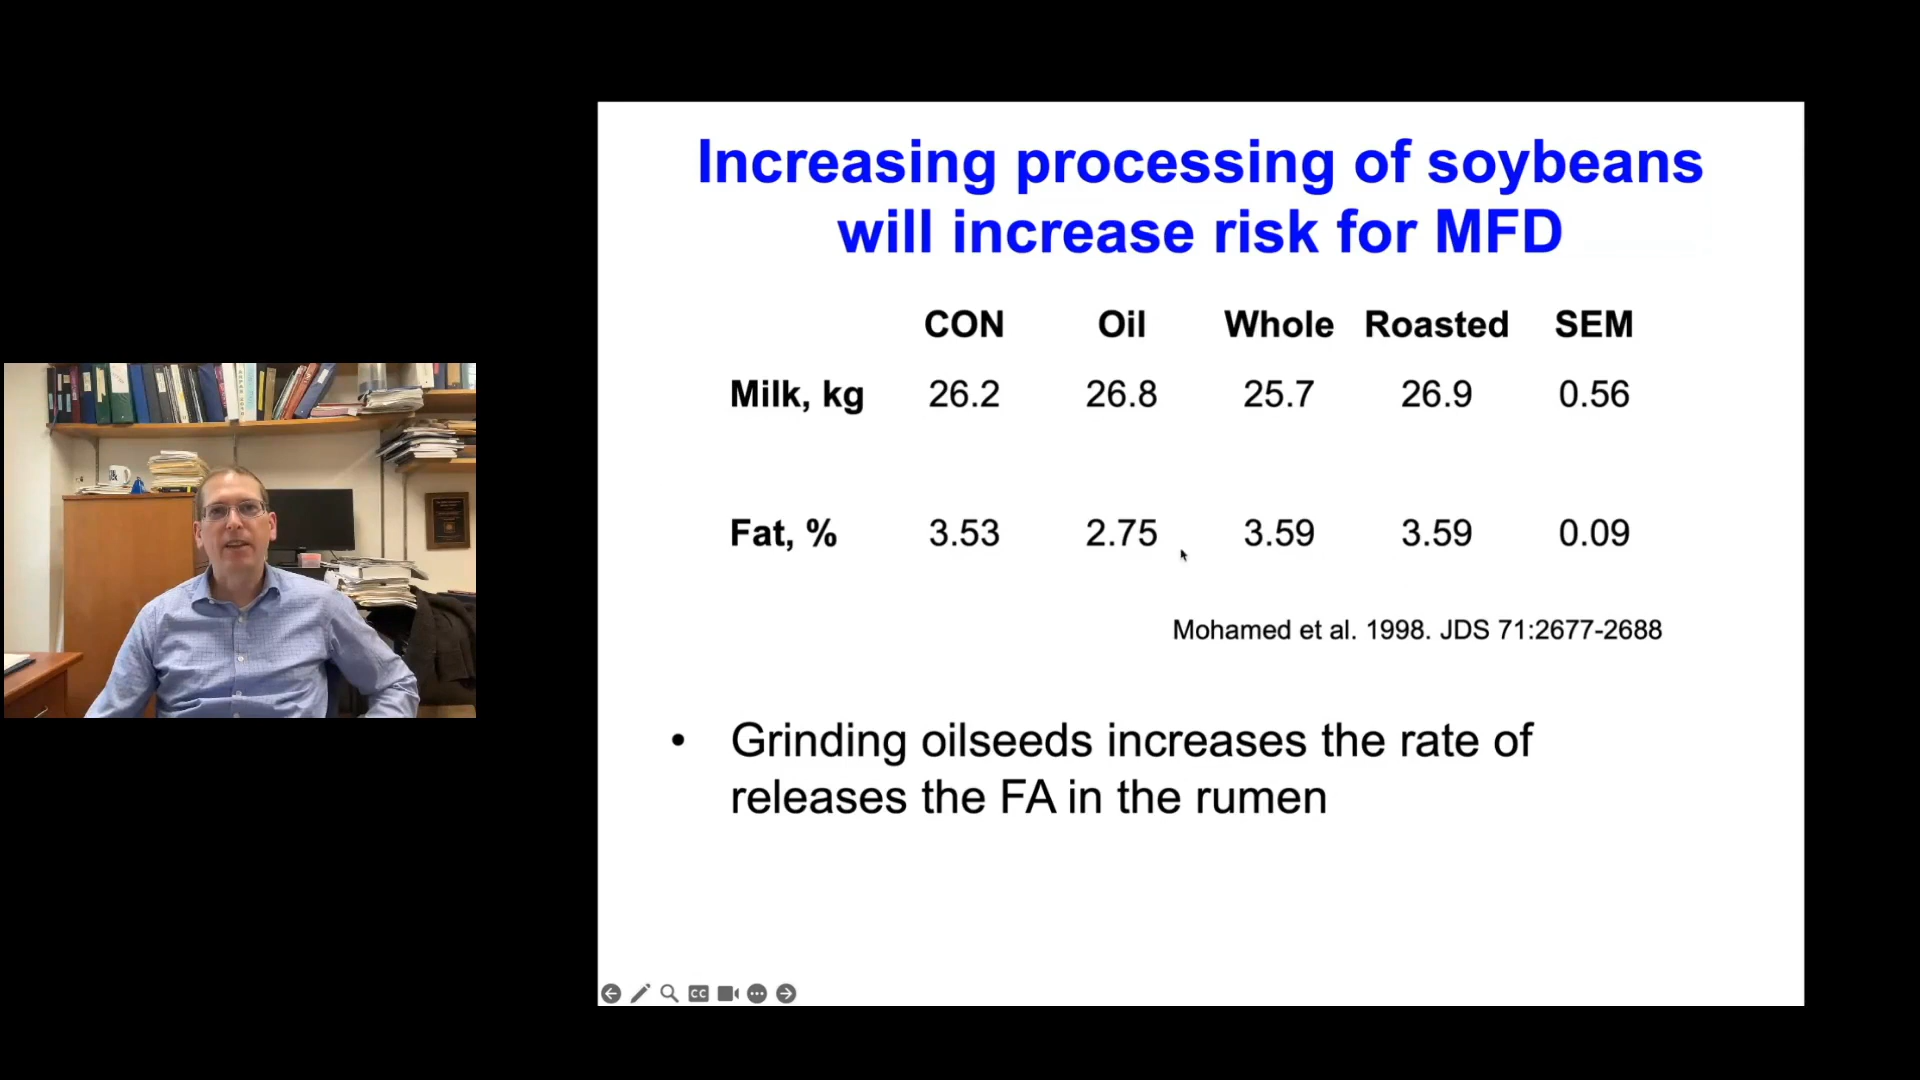 Increasing processing of soybeans
will increase risk for MFD
CON Oil Whole Roasted SEM
Milk, kg 26.2 26.8 25.7 26.9 0.56
Fat, % 3.53 2.75 3.59 3.59 0.09
Mohamed et al. 1998. JDS 71:2677-2688
• Grinding oilseeds increases the rate of
releases the FA in the rumen
CC